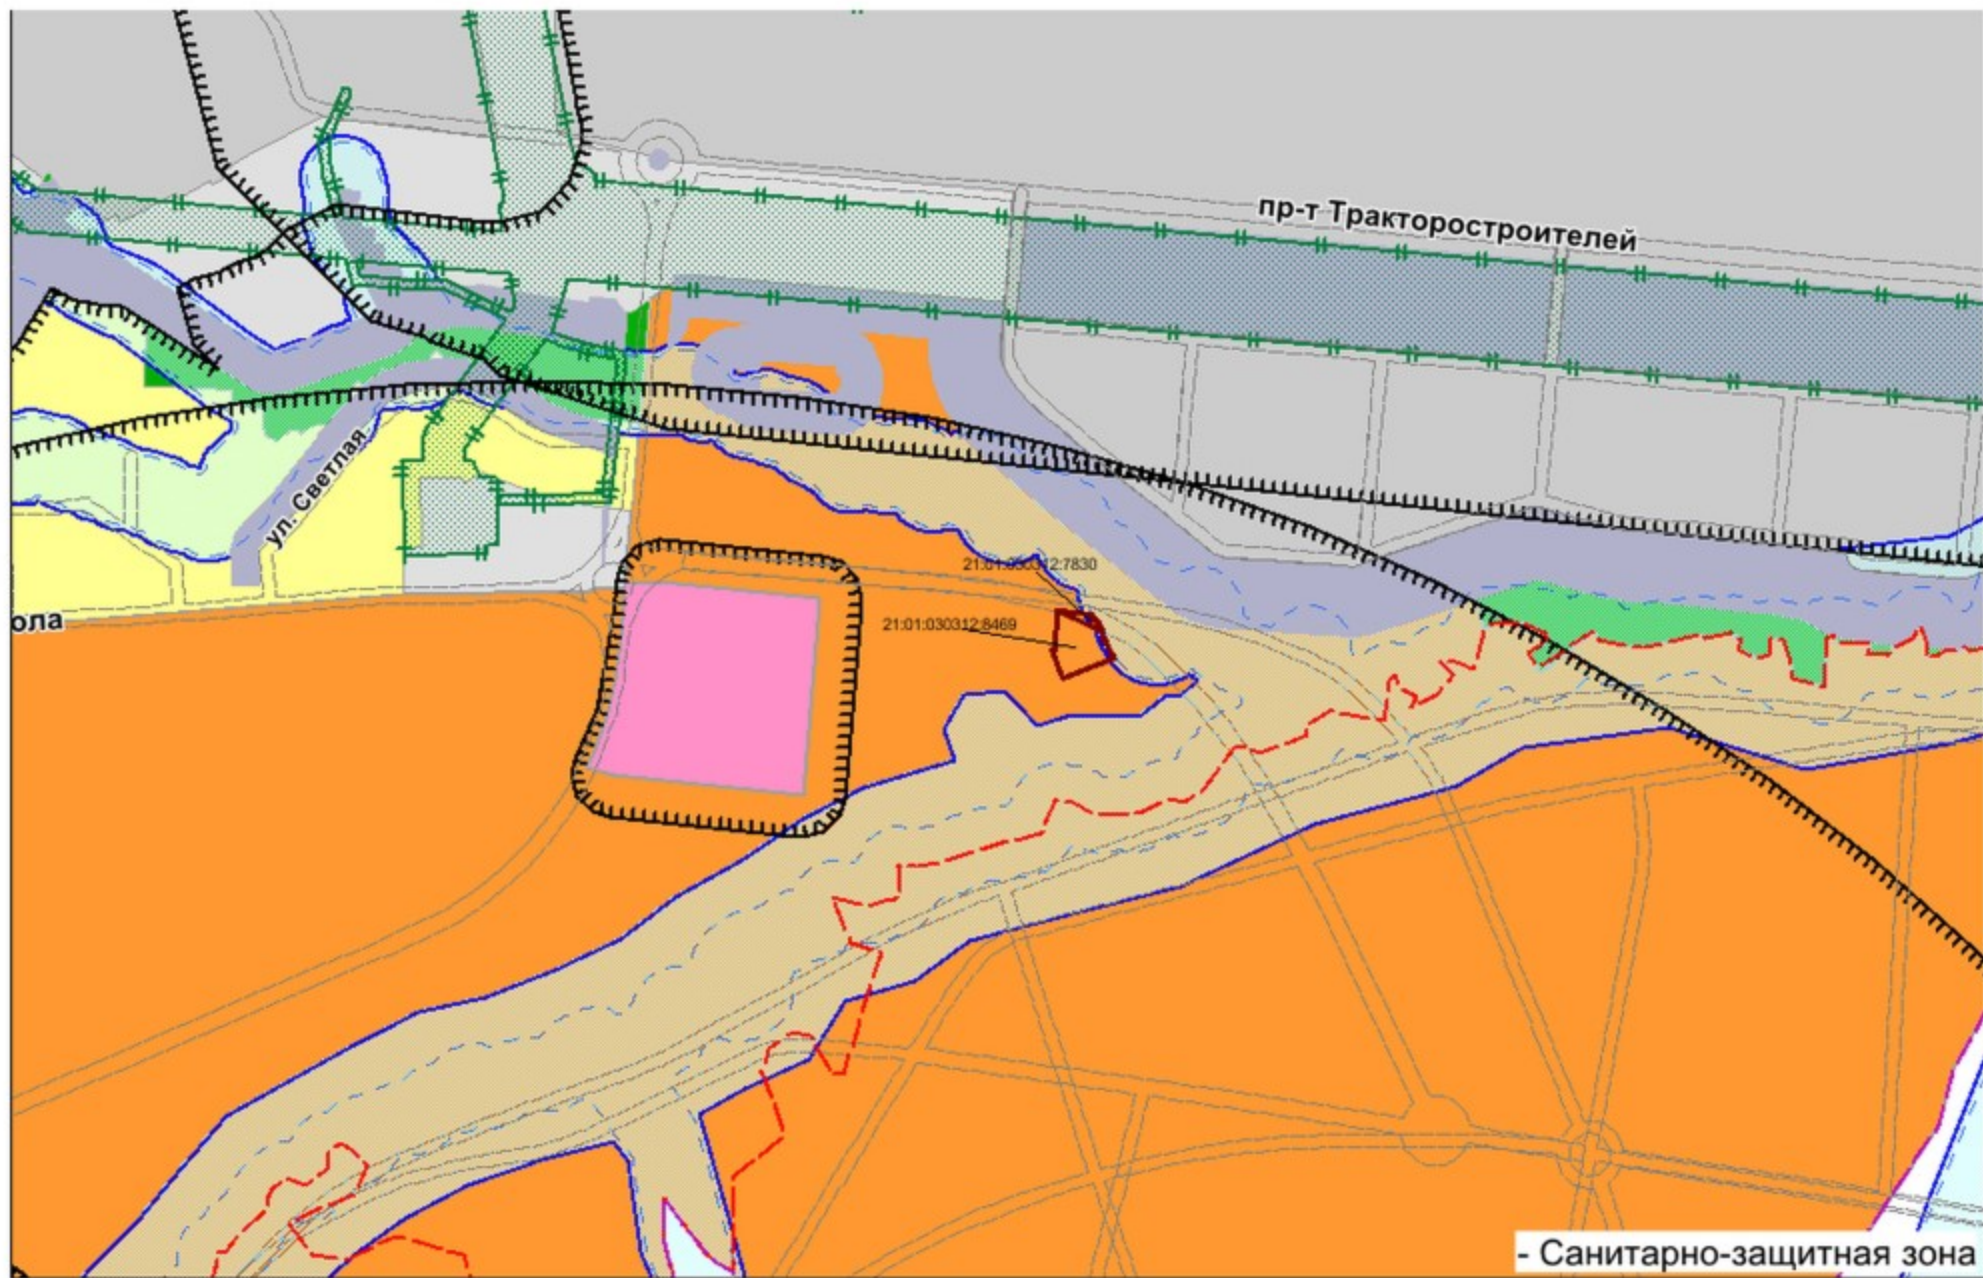 пр-т Тракторостроителей
ул. Светлая
21:01:030312:7830
21:01:030312:8469
ола
- Санитарно-защитная зона